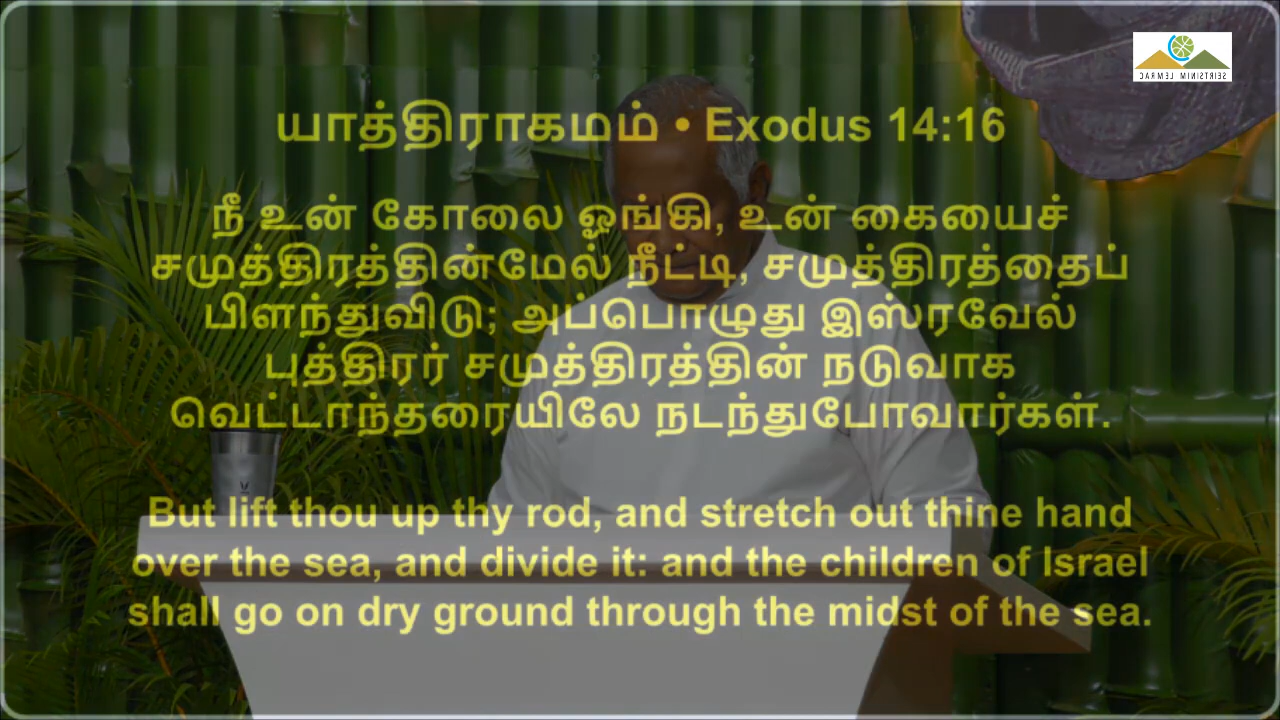 யாத்திராகமம் • Exodus 14:16
நீ உன் கோலை ஓங்கி, உன் கையைச்
சமுத்திரத்தின்மேல் நீட்டி, சமுத்திரத்தைப்
பிளந்துவிடு; அப்பொழுது இஸ்ரவேல்
புத்திரர் சமுத்திரத்தின் நடுவாக
வெட்டாந்தரையிலே நடந்துபோவார்கள்.
But lift thou up thy rod, and stretch out thine hand
over the sea, and divide it: and the children of Israel
shall go on dry ground through the midst of the sea.
CARMEL MINISTRIES